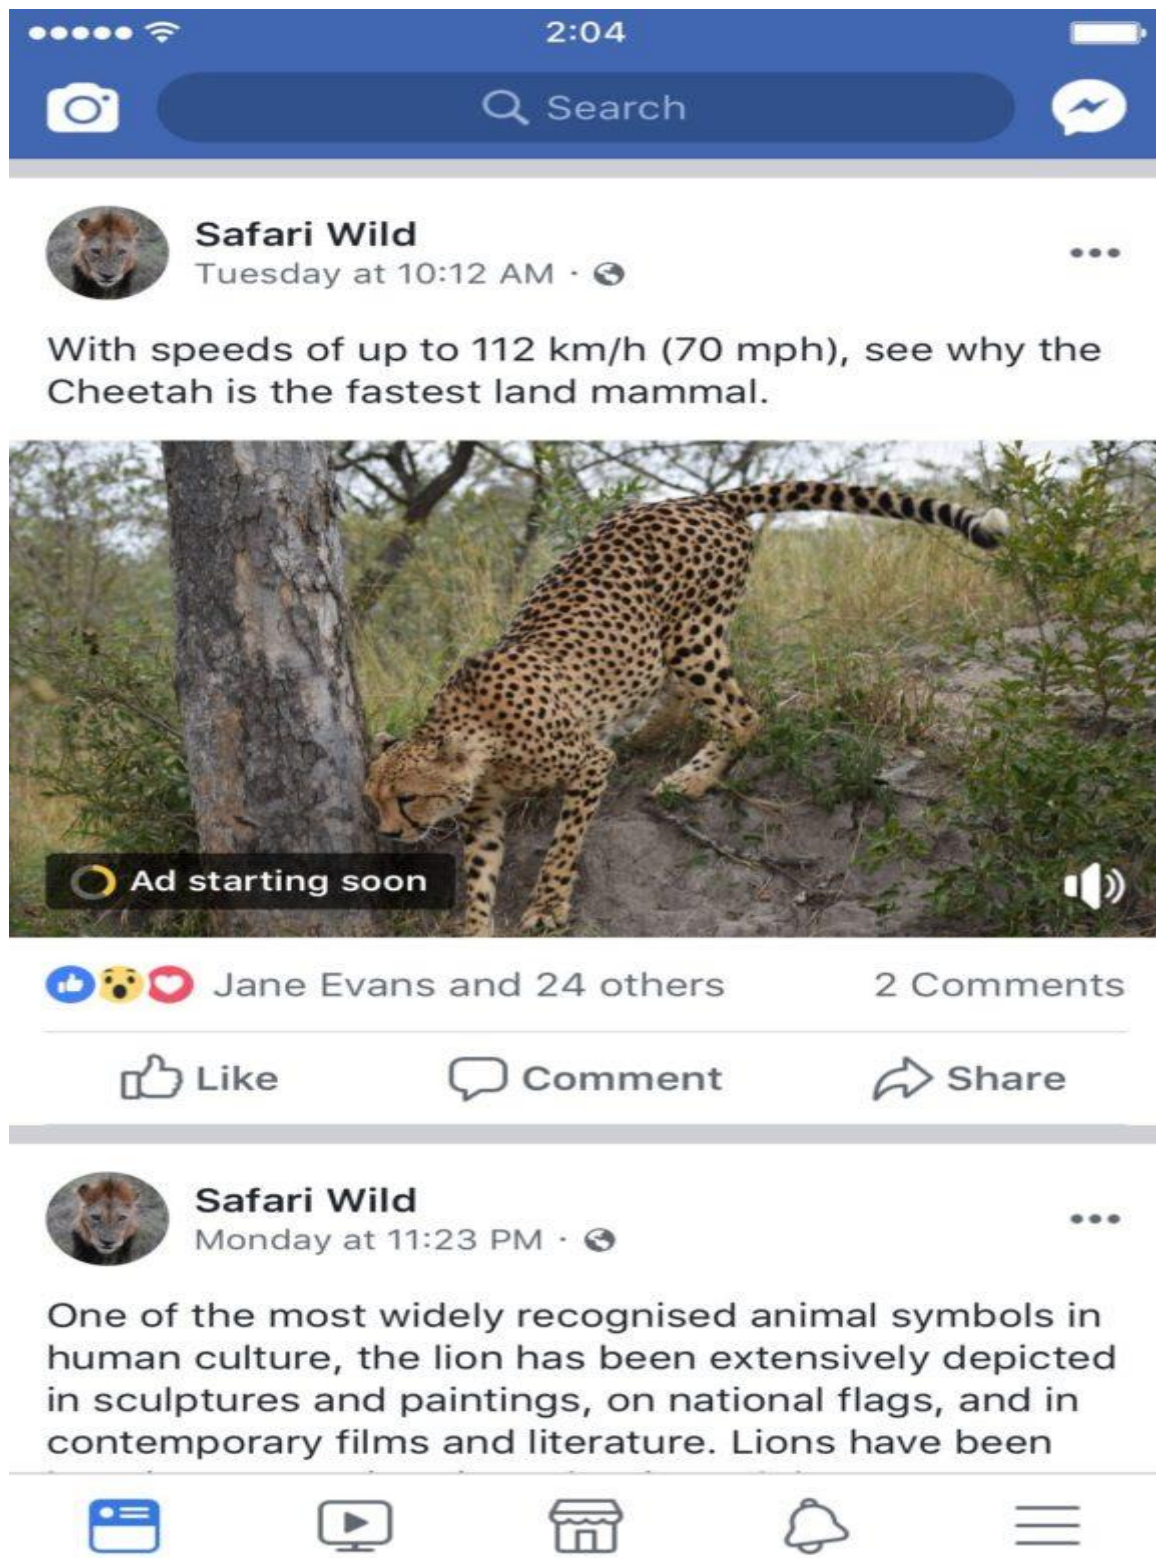 2:04
Search
Safari Wild
Tuesday at 10:12 AM ·
With speeds of up to 112 km/h (70 mph), see why the
Cheetah is the fastest land mammal.
Ad starting soon
Jane Evans and 24 others 2 Comments
Like Comment Share
Safari Wild
Monday at 11:23 PM ·
One of the most widely recognised animal symbols in
human culture, the lion has been extensively depicted
in sculptures and paintings, on national flags, and in
contemporary films and literature. Lions have been